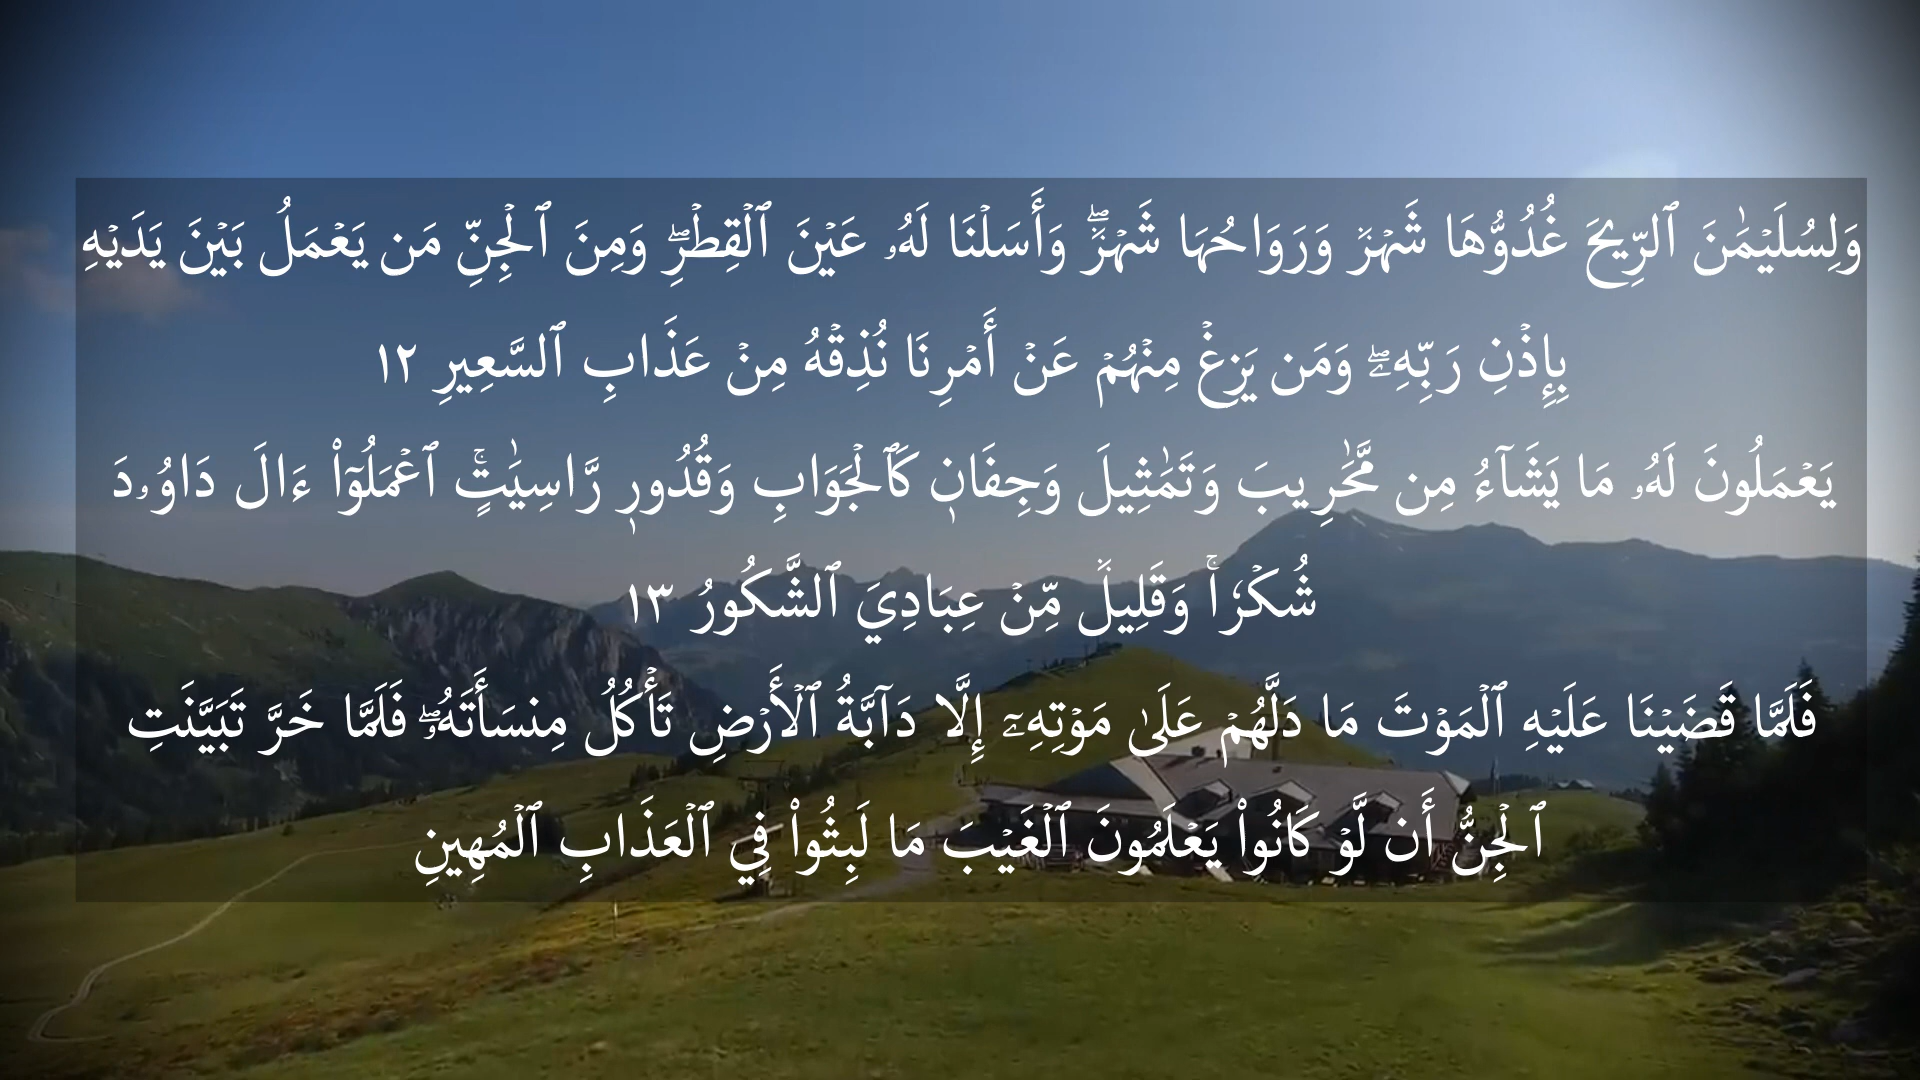 وَلِسُلَيۡمَٰنَ ٱلرِّيحَ غُدُوُّهَا شَهۡرٞ وَرَوَاحُهَا شَهۡرٞۖ وَأَسَلۡنَا لَهُۥ عَيۡنَ ٱلۡقِطۡرِۖ وَمِنَ ٱلۡجِنِّ مَن يَعۡمَلُ بَيۡنَ يَدَيۡهِ
بِإِذۡنِ رَبِّهِۦۖ وَمَن يَزِغۡ مِنۡهُمۡ عَنۡ أَمۡرِنَا نُذِقۡهُ مِنۡ عَذَابِ ٱلسَّعِيرِ ١٢
يَعۡمَلُونَ لَهُۥ مَا يَشَآءُ مِن مَّحَٰرِيبَ وَتَمَٰثِيلَ وَجِفَانٖ كَٱلۡجَوَابِ وَقُدُورٖ رَّاسِيَٰتٍۚ ٱعۡمَلُوٓاْ ءَالَ دَاوُۥدَ
شُكۡرٗاۚ وَقَلِيلٞ مِّنۡ عِبَادِيَ ٱلشَّكُورُ ١٣
فَلَمَّا قَضَيۡنَا عَلَيۡهِ ٱلۡمَوۡتَ مَا دَلَّهُمۡ عَلَىٰ مَوۡتِهِۦٓ إِلَّا دَآبَّةُ ٱلۡأَرۡضِ تَأۡكُلُ مِنسَأَتَهُۥۖ فَلَمَّا خَرَّ تَبَيَّنَتِ
ٱلۡجِنُّ أَن لَّوۡ كَانُواْ يَعۡلَمُونَ ٱلۡغَيۡبَ مَا لَبِثُواْ فِي ٱلۡعَذَابِ ٱلۡمُهِينِ